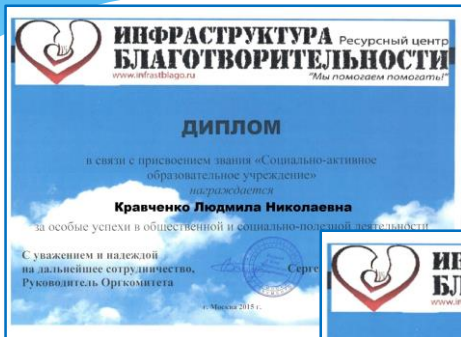 ИНФРАСТРУКТУРА Ресурсный центр
БЛАГОТВОРИТЕЛЬНОСТИ
www.infrastblago.ru "Мы помогаем помогать!"
ДИПЛОМ
в связи с присвоением звания «Социально-активное
образовательное учреждение»
награждается
Кравченко Людмила Николаевна
за особые успехи в общественной и социально-полезной деятельности
С уважением и надеждой
на дальнейшее сотрудничество,
Руководитель Оргкомитета Серге
г. Москва 2015 г.